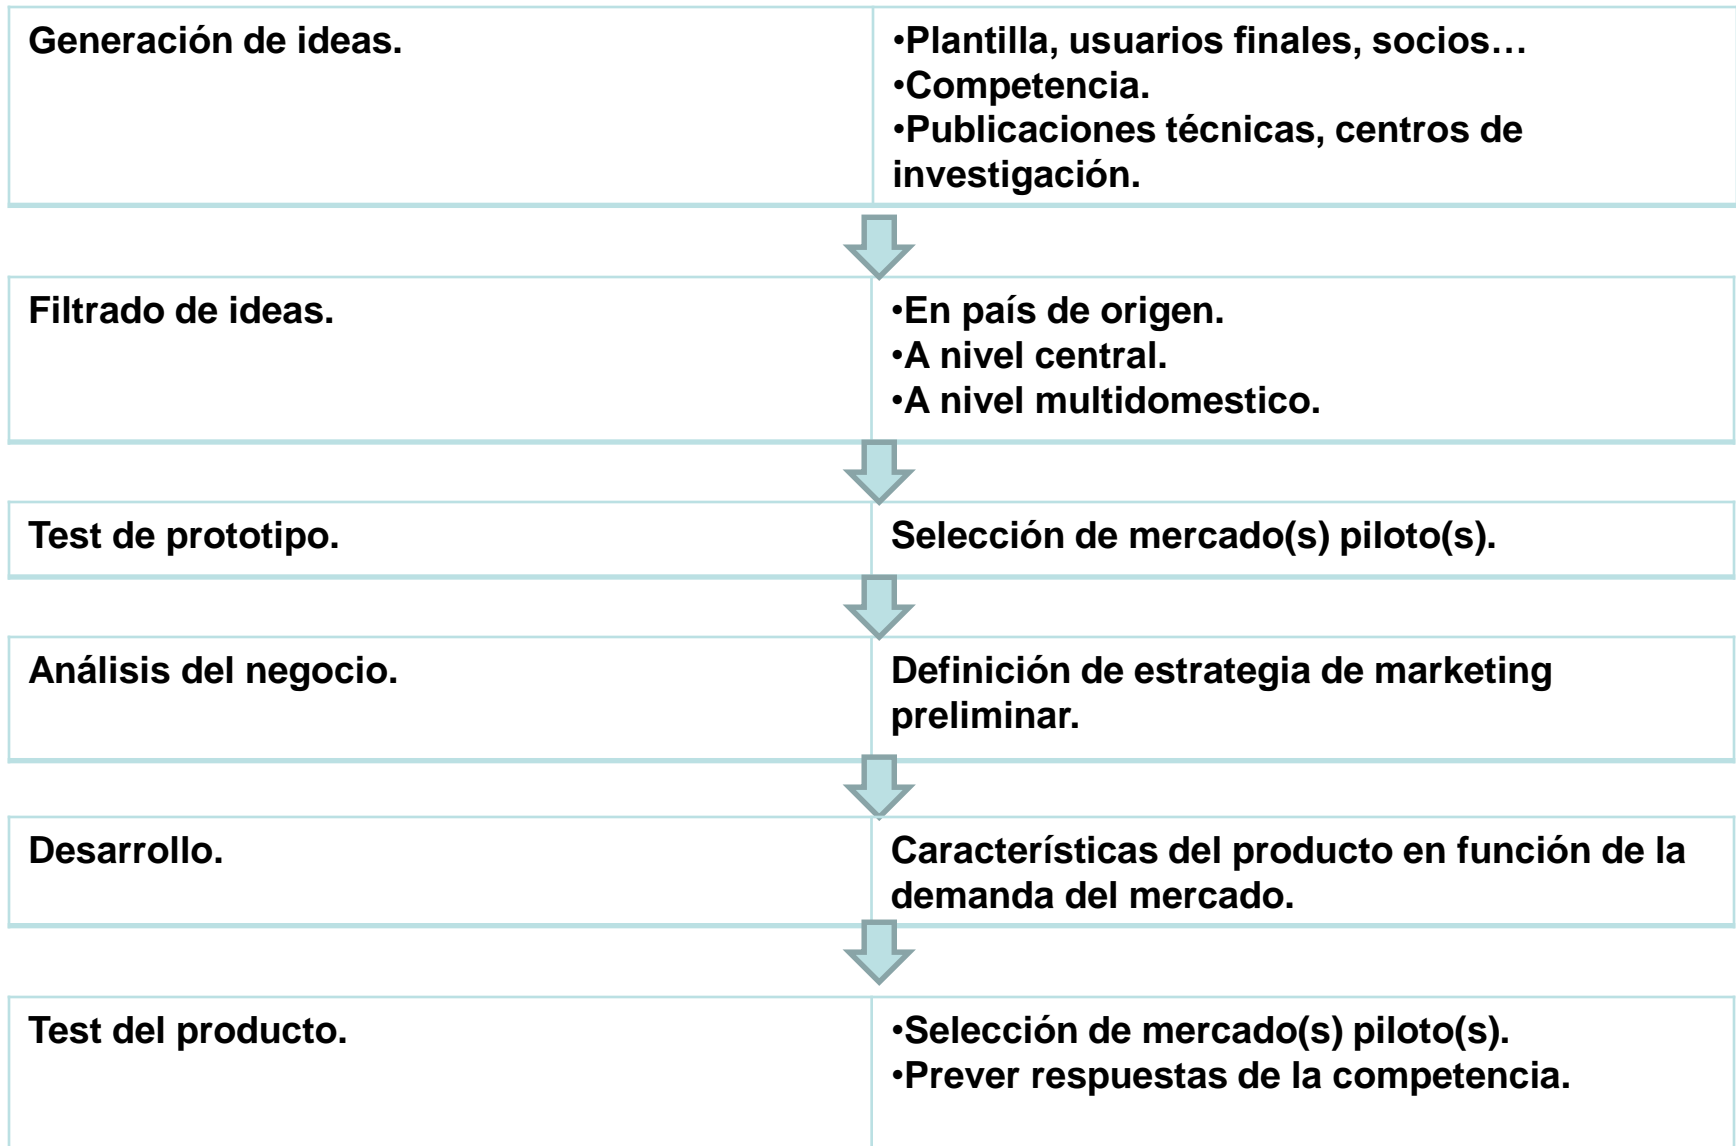 Generación de ideas.
•Plantilla, usuarios finales, socios…
•Competencia.
•Publicaciones técnicas, centros de
investigación.
Filtrado de ideas.
•En país de origen.
•A nivel central.
•A nivel multidomestico.
Test de prototipo.
Selección de mercado(s) piloto(s).
Análisis del negocio.
Definición de estrategia de marketing
preliminar.
Desarrollo.
Características del producto en función de la
demanda del mercado.
Test del producto.
•Selección de mercado(s) piloto(s).
•Prever respuestas de la competencia.